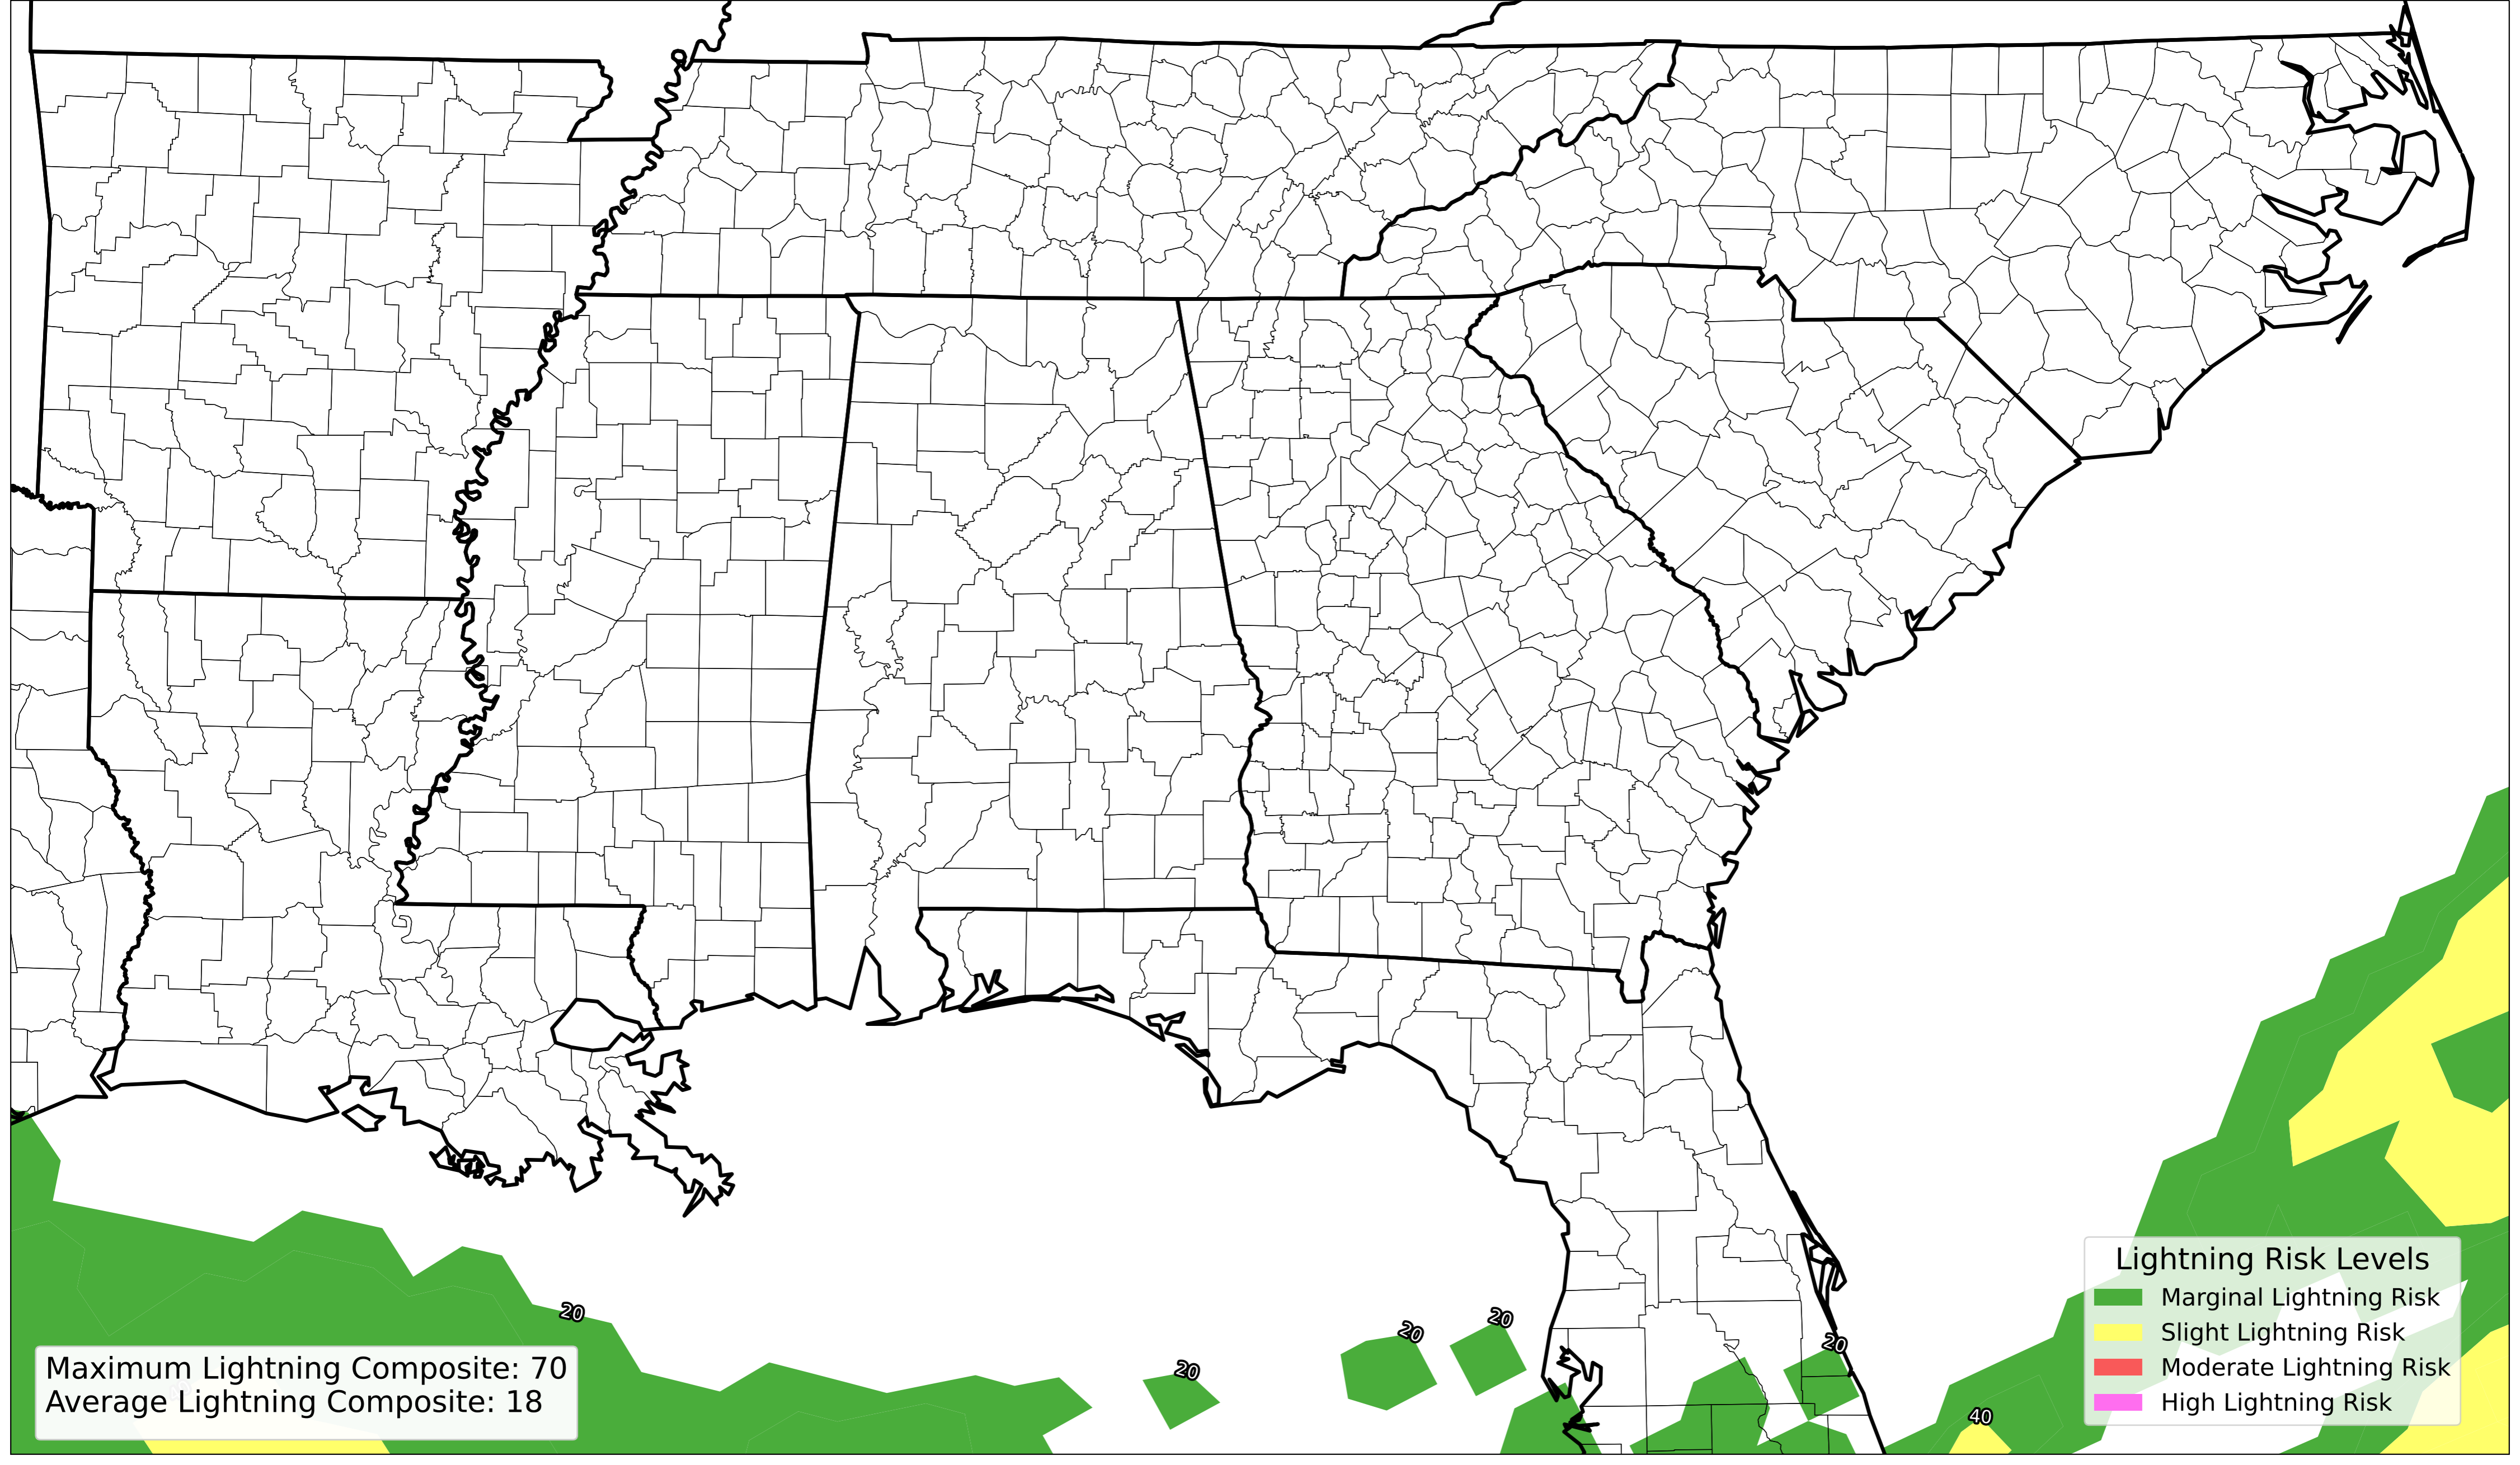 20
20
20
20
20
40
Maximum Lightning Composite: 70
Average Lightning Composite: 18
Lightning Risk Levels
Marginal Lightning Risk
Slight Lightning Risk
Moderate Lightning Risk
High Lightning Risk